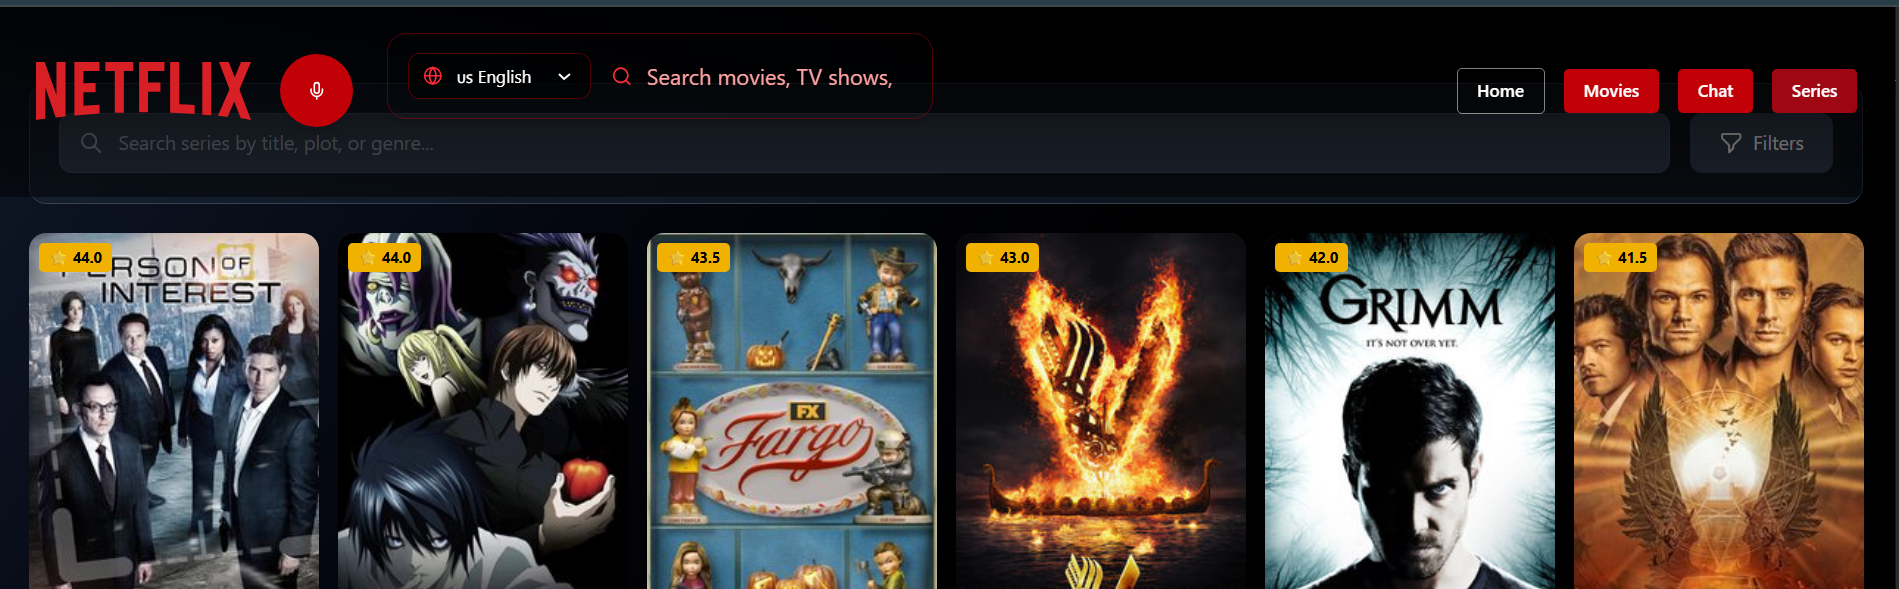 NETFLIX
us English
Search movies, TV shows,
Home
Movies
Chat
Series
Search series by title, plot, or genre...
Filters
44.0
PERSON OF
INTEREST
44.0
43.5
FX
Fargo
43.0
42.0
GRIMM
IT'S NOT OVER YET.
41.5